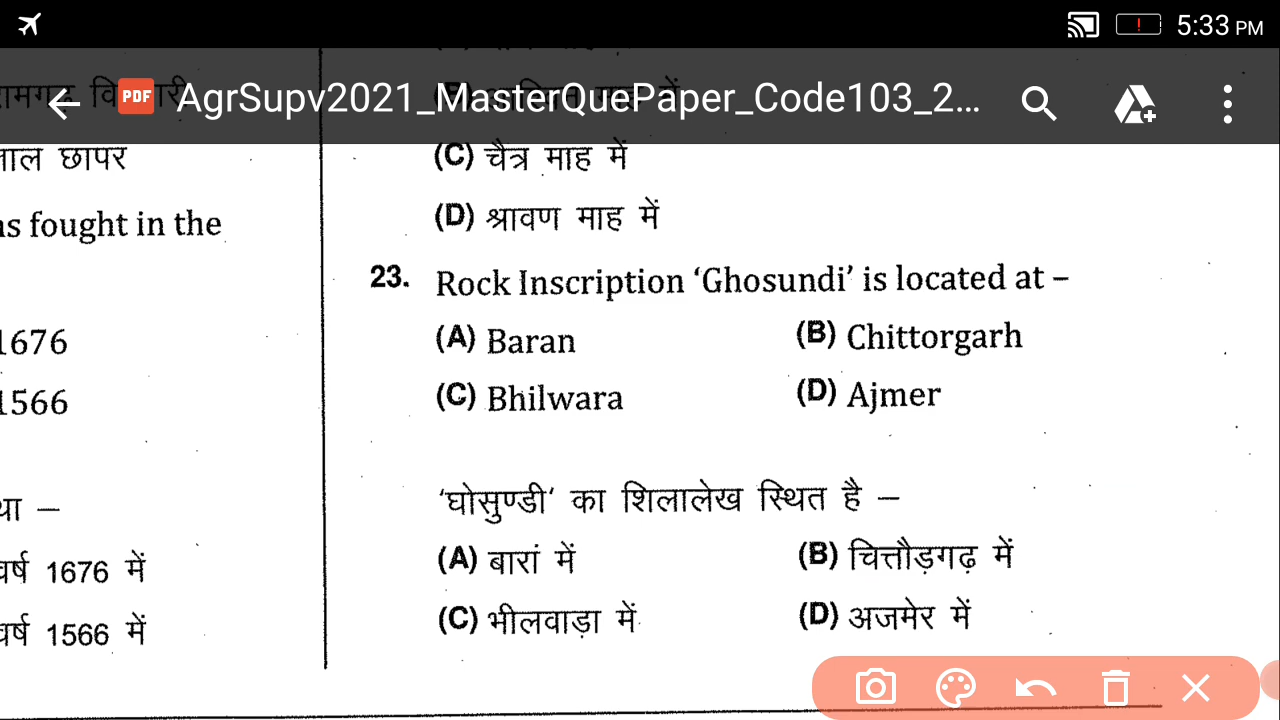 5:33 PM
PDF AgrSupv2021_MasterQuePaper_Code103_2...
लाल छापर
(C) चैत्र माह में
(D) श्रावण माह में
fought in the
1676
1566
23. Rock Inscription ‘Ghosundi’ is located at –
(A) Baran (B) Chittorgarh
(C) Bhilwara (D) Ajmer
था –
वर्ष 1676 में
वर्ष 1566 में
‘घोसुण्डी’ का शिलालेख स्थित है –
(A) बारां में (B) चित्तौड़गढ़ में
(C) भीलवाड़ा में (D) अजमेर में